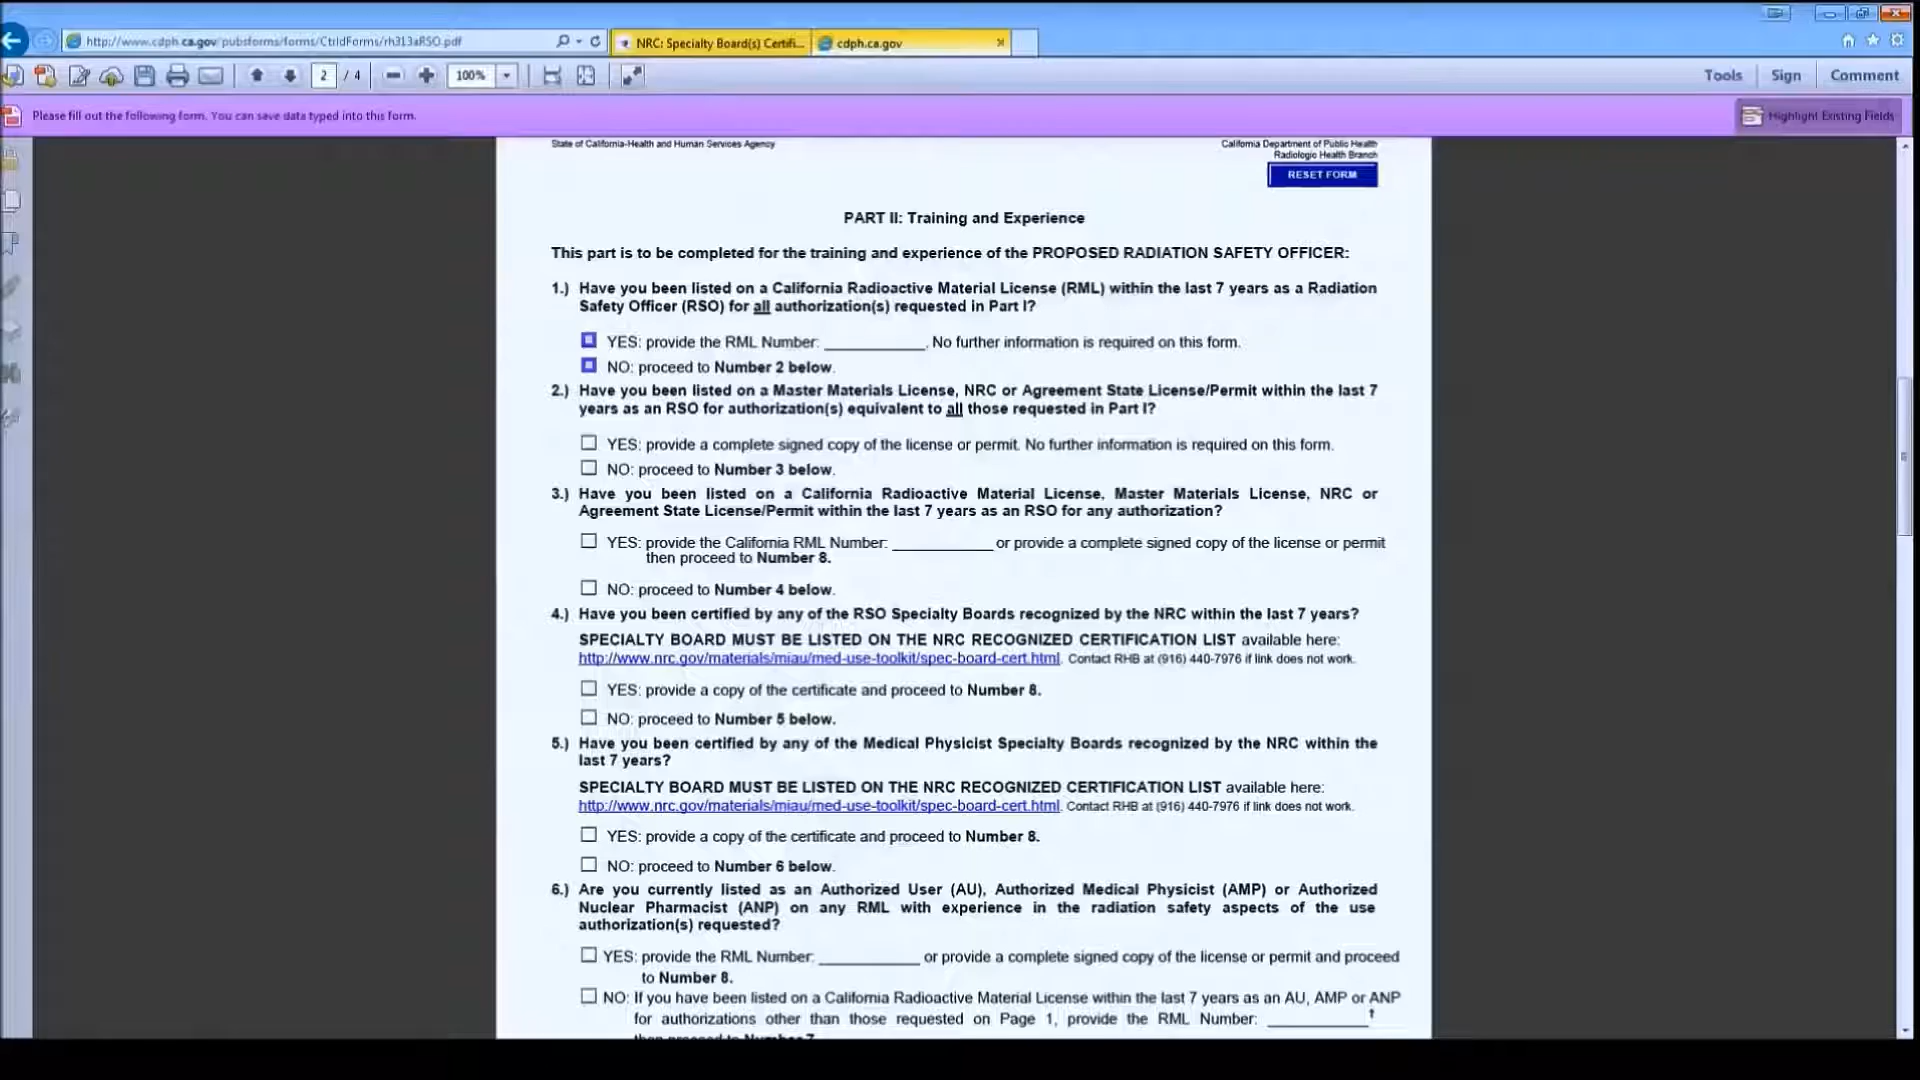 http://www.cdph.ca.gov/pubsforms/forms/CtrldForms/rh313aRSO.pdf
NRC: Specialty Board(s) Certifi...
cdph.ca.gov
2 / 4
100%
Tools Sign Comment
Please fill out the following form. You can save data typed into this form.
Highlight Existing Fields
State of California-Health and Human Services Agency
California Department of Public Health
Radiologic Health Branch
RESET FORM
PART II: Training and Experience
This part is to be completed for the training and experience of the PROPOSED RADIATION SAFETY OFFICER:
1.) Have you been listed on a California Radioactive Material License (RML) within the last 7 years as a Radiation
Safety Officer (RSO) for all authorization(s) requested in Part I?
YES: provide the RML Number: ____________. No further information is required on this form.
NO: proceed to Number 2 below.
2.) Have you been listed on a Master Materials License, NRC or Agreement State License/Permit within the last 7
years as an RSO for authorization(s) equivalent to all those requested in Part I?
YES: provide a complete signed copy of the license or permit. No further information is required on this form.
NO: proceed to Number 3 below.
3.) Have you been listed on a California Radioactive Material License, Master Materials License, NRC or
Agreement State License/Permit within the last 7 years as an RSO for any authorization?
YES: provide the California RML Number: ____________ or provide a complete signed copy of the license or permit
then proceed to Number 8.
NO: proceed to Number 4 below.
4.) Have you been certified by any of the RSO Specialty Boards recognized by the NRC within the last 7 years?
SPECIALTY BOARD MUST BE LISTED ON THE NRC RECOGNIZED CERTIFICATION LIST available here:
http://www.nrc.gov/materials/miau/med-use-toolkit/spec-board-cert.html. Contact RHB at (916) 440-7976 if link does not work.
YES: provide a copy of the certificate and proceed to Number 8.
NO: proceed to Number 5 below.
5.) Have you been certified by any of the Medical Physicist Specialty Boards recognized by the NRC within the
last 7 years?
SPECIALTY BOARD MUST BE LISTED ON THE NRC RECOGNIZED CERTIFICATION LIST available here:
http://www.nrc.gov/materials/miau/med-use-toolkit/spec-board-cert.html. Contact RHB at (916) 440-7976 if link does not work.
YES: provide a copy of the certificate and proceed to Number 8.
NO: proceed to Number 6 below.
6.) Are you currently listed as an Authorized User (AU), Authorized Medical Physicist (AMP) or Authorized
Nuclear Pharmacist (ANP) on any RML with experience in the radiation safety aspects of the use
authorization(s) requested?
YES: provide the RML Number: ____________ or provide a complete signed copy of the license or permit and proceed
to Number 8.
NO: If you have been listed on a California Radioactive Material License within the last 7 years as an AU, AMP or ANP
for authorizations other than those requested on Page 1, provide the RML Number: ____________